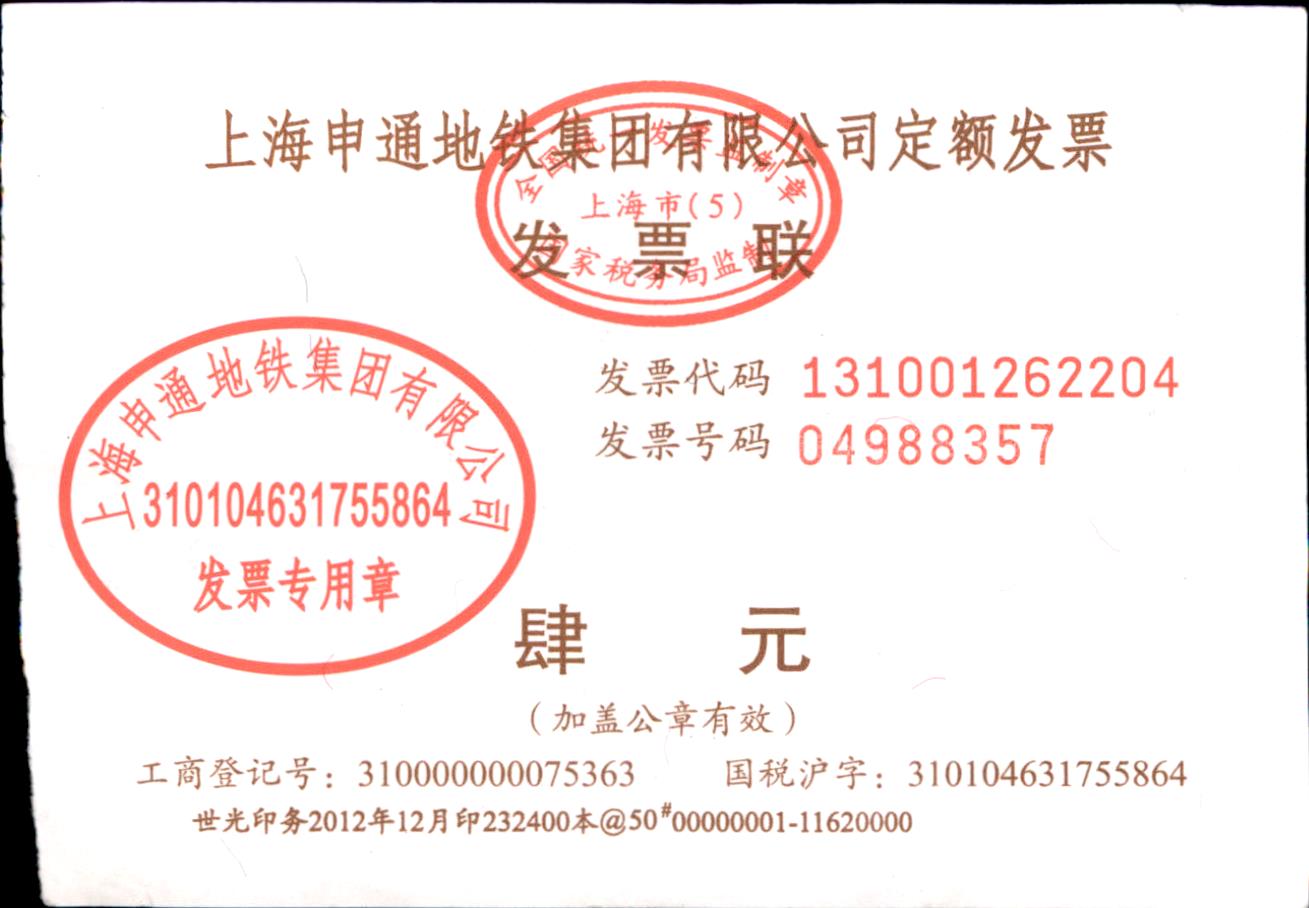 上海申通地铁集团有限公司定额发票
全国统一发票监制章
上海市(5)
国家税务局监制
发 票 联
发票代码 131001262204
发票号码 04988357
上海申通地铁集团有限公司
310104631755864
发票专用章
肆 元
(加盖公章有效)
工商登记号: 310000000075363 国税沪字: 310104631755864
世光印务2012年12月印232400本@50#00000001-11620000